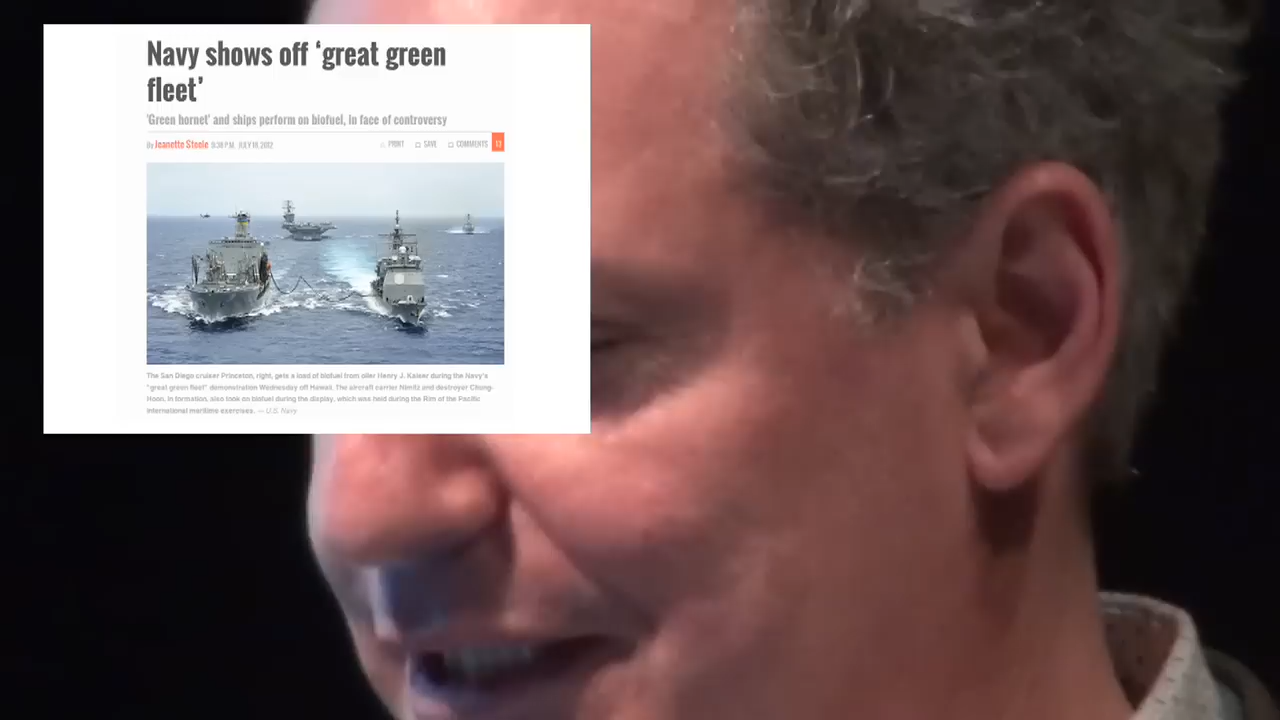 Navy shows off ‘great green
fleet’
'Green hornet' and ships perform on biofuel, in face of controversy
By Jeanette Steele 9:38 P.M. JULY 18, 2012 PRINT SAVE COMMENTS
The San Diego cruiser Princeton, right, gets a load of biofuel from oiler Henry J. Kaiser during the Navy's
"great green fleet" demonstration Wednesday off Hawaii. The aircraft carrier Nimitz and destroyer Chung-
Hoon, in formation, also took on biofuel during the display, which was held during the Rim of the Pacific
international maritime exercises. — U.S. Navy